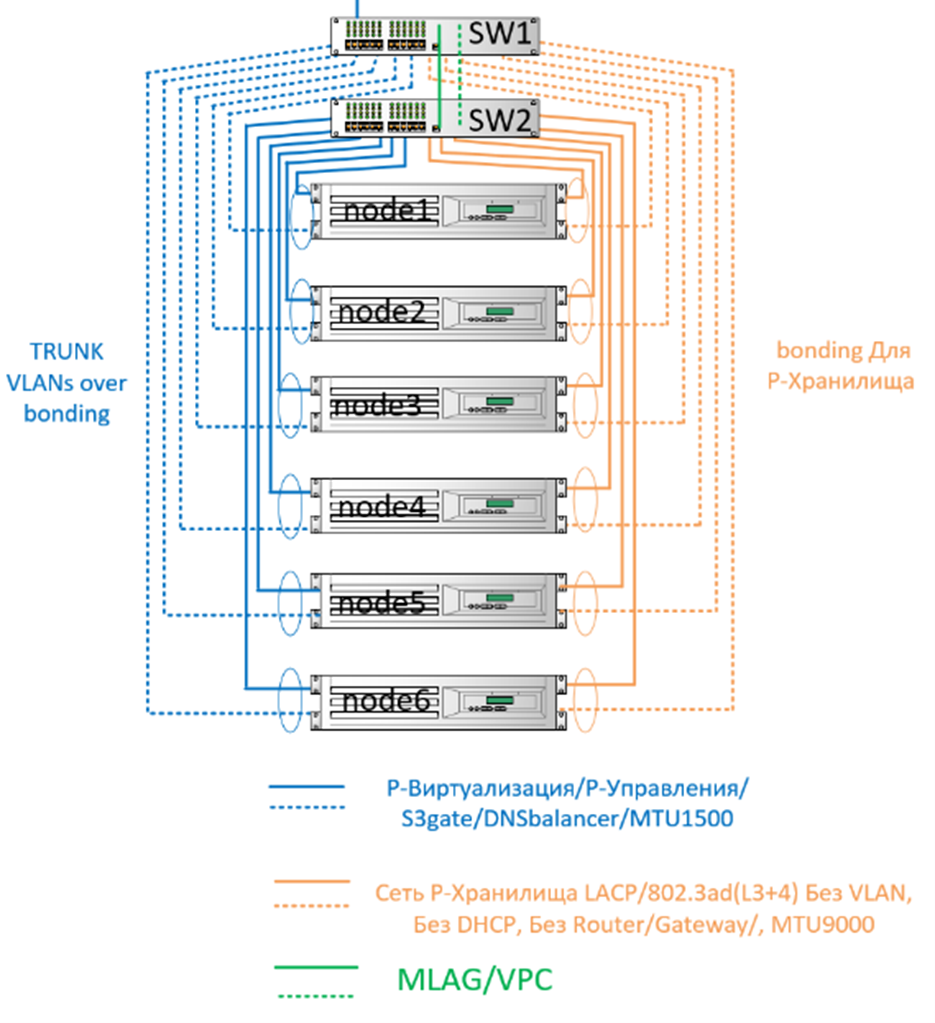 SW1
SW2
node1
node2
node3
node4
node5
node6
TRUNK
VLANs over
bonding
bonding Для
Р-Хранилища
Р-Виртуализация/Р-Управления/
S3gate/DNSbalancer/MTU1500
Сеть Р-Хранилища LACP/802.3ad(L3+4) Без VLAN,
Без DHCP, Без Router/Gateway/, MTU9000
MLAG/VPC